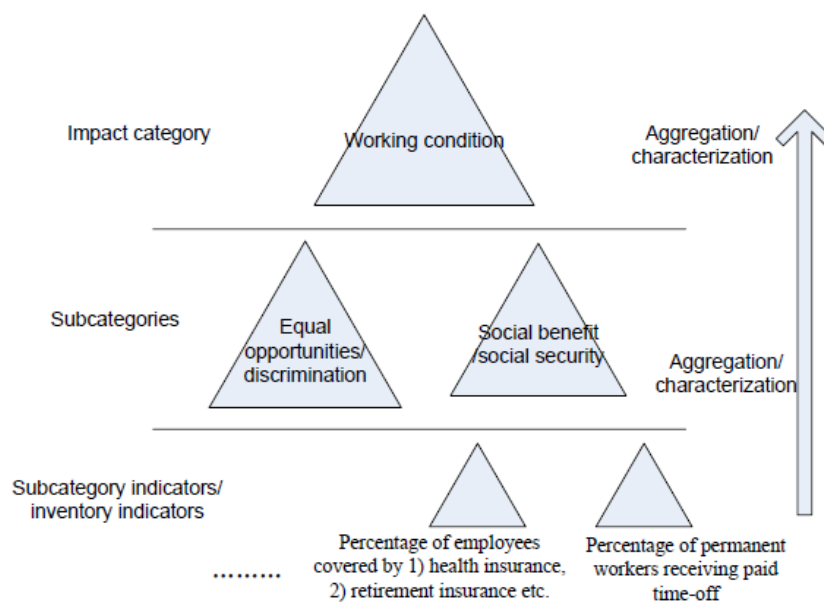 Impact category
Working condition
Aggregation/
characterization
Subcategories
Equal
opportunities/
discrimination
Social benefit
/social security
Aggregation/
characterization
Subcategory indicators/
inventory indicators
………
Percentage of employees
covered by 1) health insurance,
2) retirement insurance etc.
Percentage of permanent
workers receiving paid
time-off